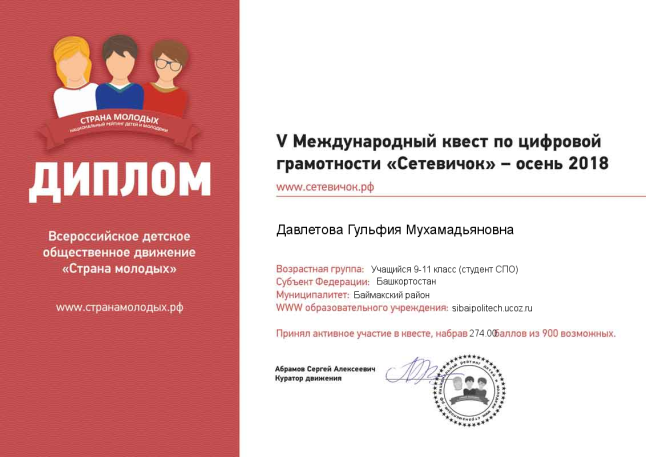 СТРАНА МОЛОДЫХ
НАЦИОНАЛЬНЫЙ РЕЙТИНГ ДЕТЕЙ И МОЛОДЕЖИ
ДИПЛОМ
Всероссийское детское
общественное движение
«Страна молодых»
www.странамолодых.рф
V Международный квест по цифровой
грамотности «Сетевичок» – осень 2018
www.сетевичок.рф
Давлетова Гульфия Мухамадьяновна
Возрастная группа: Учащийся 9-11 класс (студент СПО)
Субъект Федерации: Башкортостан
Муниципалитет: Баймакский район
WWW образовательного учреждения: sibaipolitech.ucoz.ru
Принял активное участие в квесте, набрав 274.00 баллов из 900 возможных.
Абрамов Сергей Алексеевич
Куратор движения